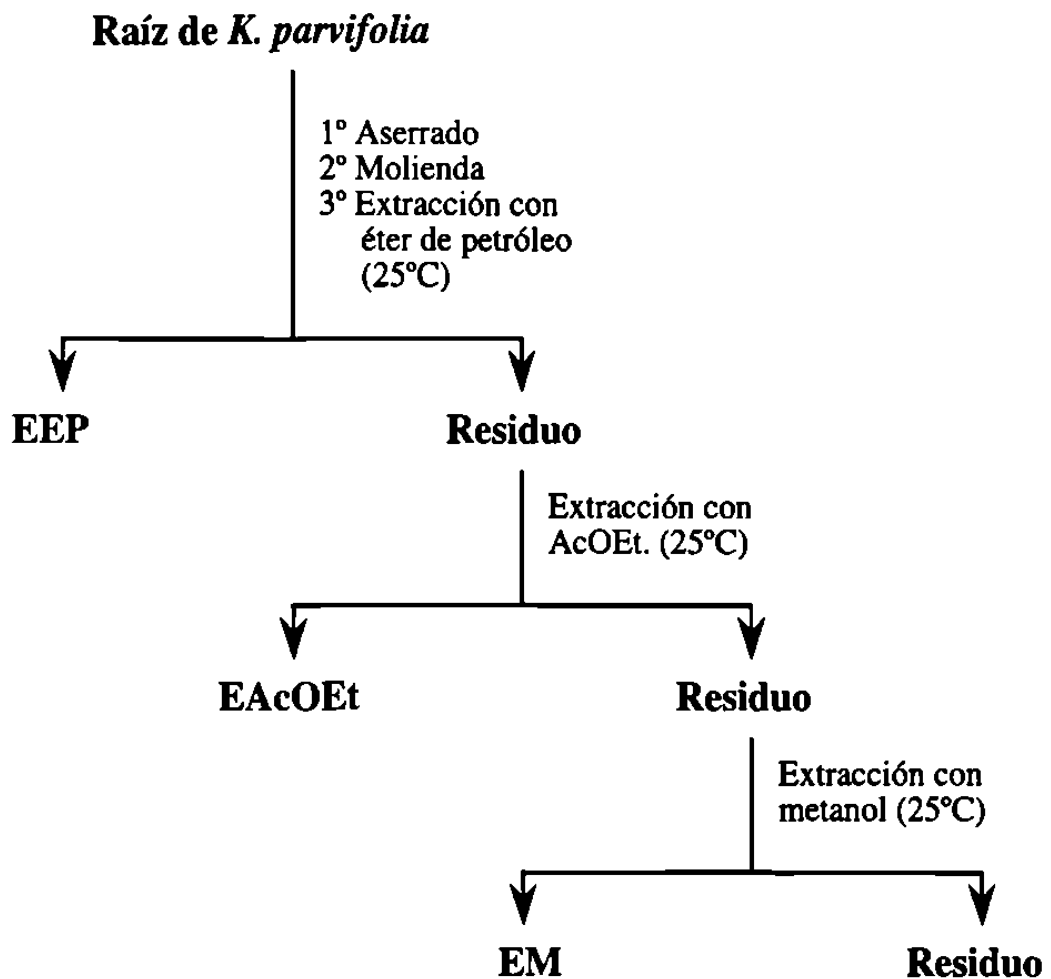 Raíz de K. parvifolia
1º Aserrado
2º Molienda
3º Extracción con
éter de petróleo
(25ºC)
EEP
Residuo
Extracción con
AcOEt. (25ºC)
EAcOEt
Residuo
Extracción con
metanol (25ºC)
EM
Residuo